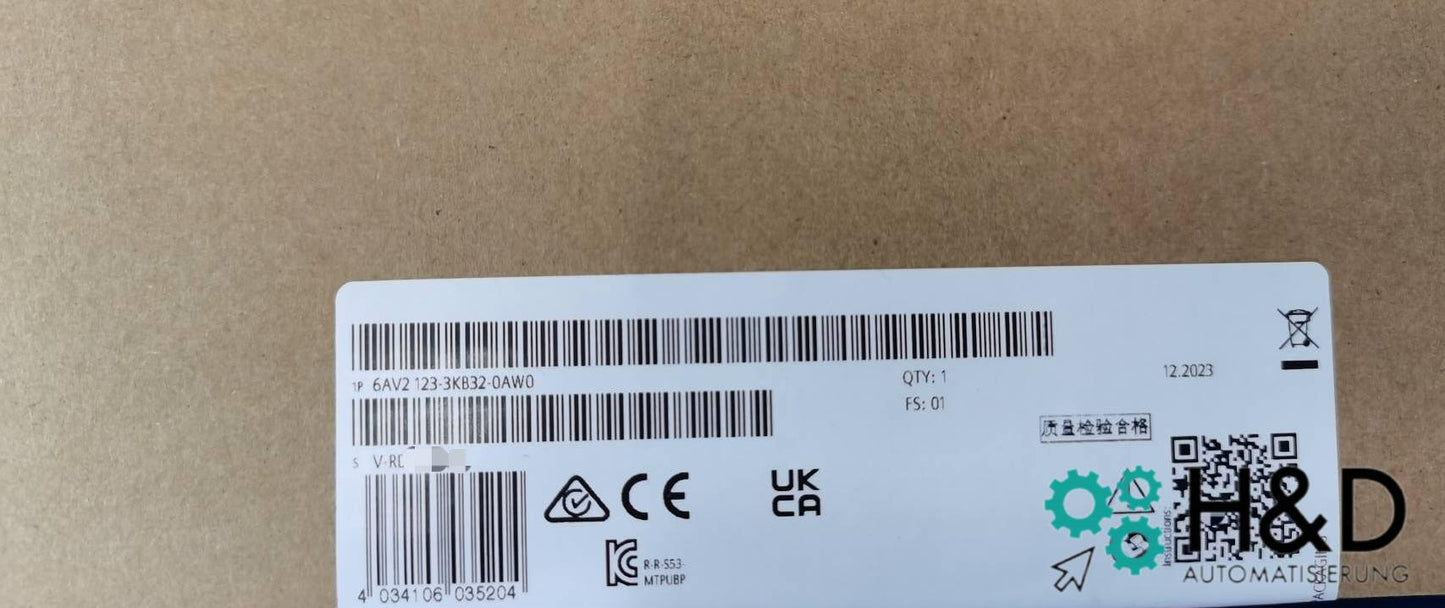 1P 6AV2 123-3KB32-0AW0
QTY: 1
12.2023
FS: 01
质量检验合格
S V-R
CE
UK
CA
R-R-S53-
MTPUBP
4 034106 035204
Instructions:
H&D
AUTOMATISIERUNG